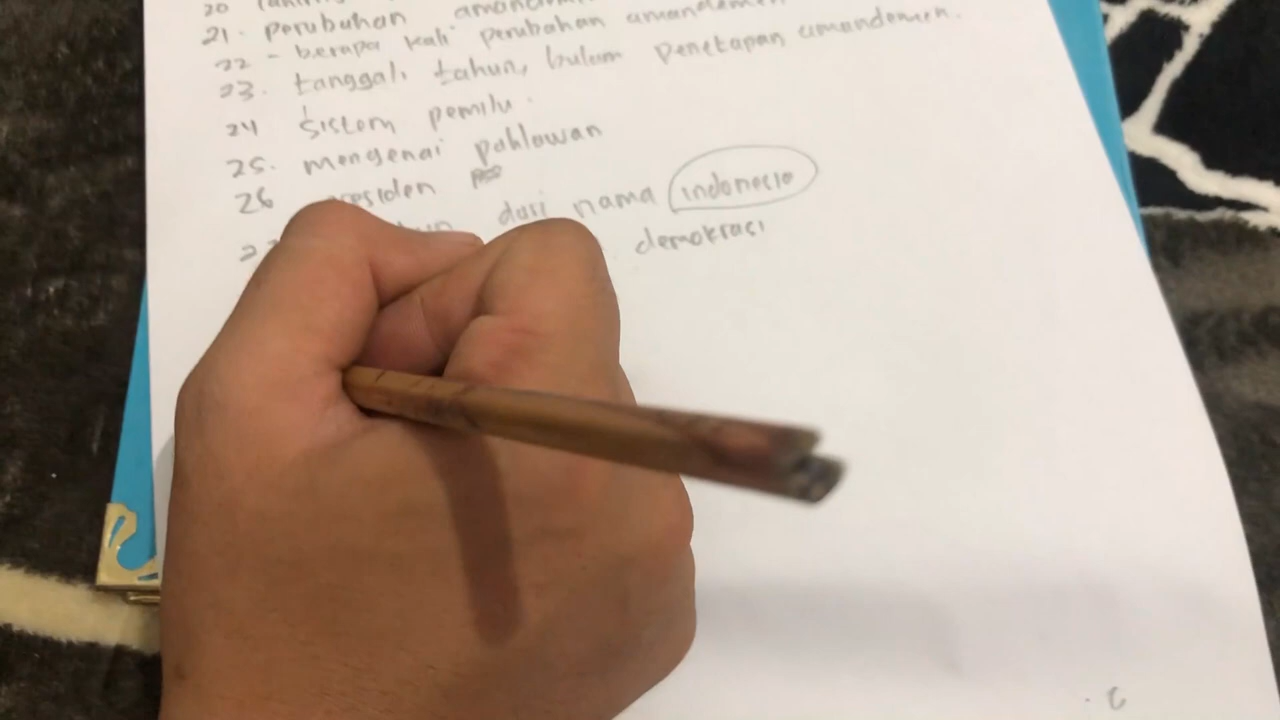 20
21. perubahan
22 - berapa kali perubahan amandemen
23. tanggal, tahun, bulan penetapan amandemen.
24 sistem pemilu.
25. mengenai pahlawan
26 presiden
dari nama indonesia
demokrasi